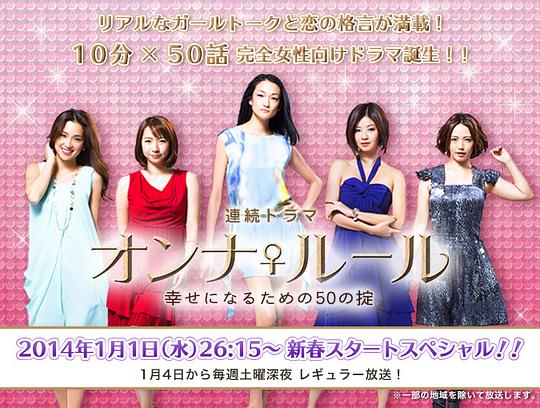 リアルなガールトークと恋の格言が満載！
10分 × 50話 完全女性向けドラマ誕生！！
連続ドラマ
オンナ♀ルール
幸せになるための50の掟
2014年1月1日(水)26:15〜 新春スタートスペシャル！！
1月4日から毎週土曜深夜 レギュラー放送！
※一部の地域を除いて放送します。